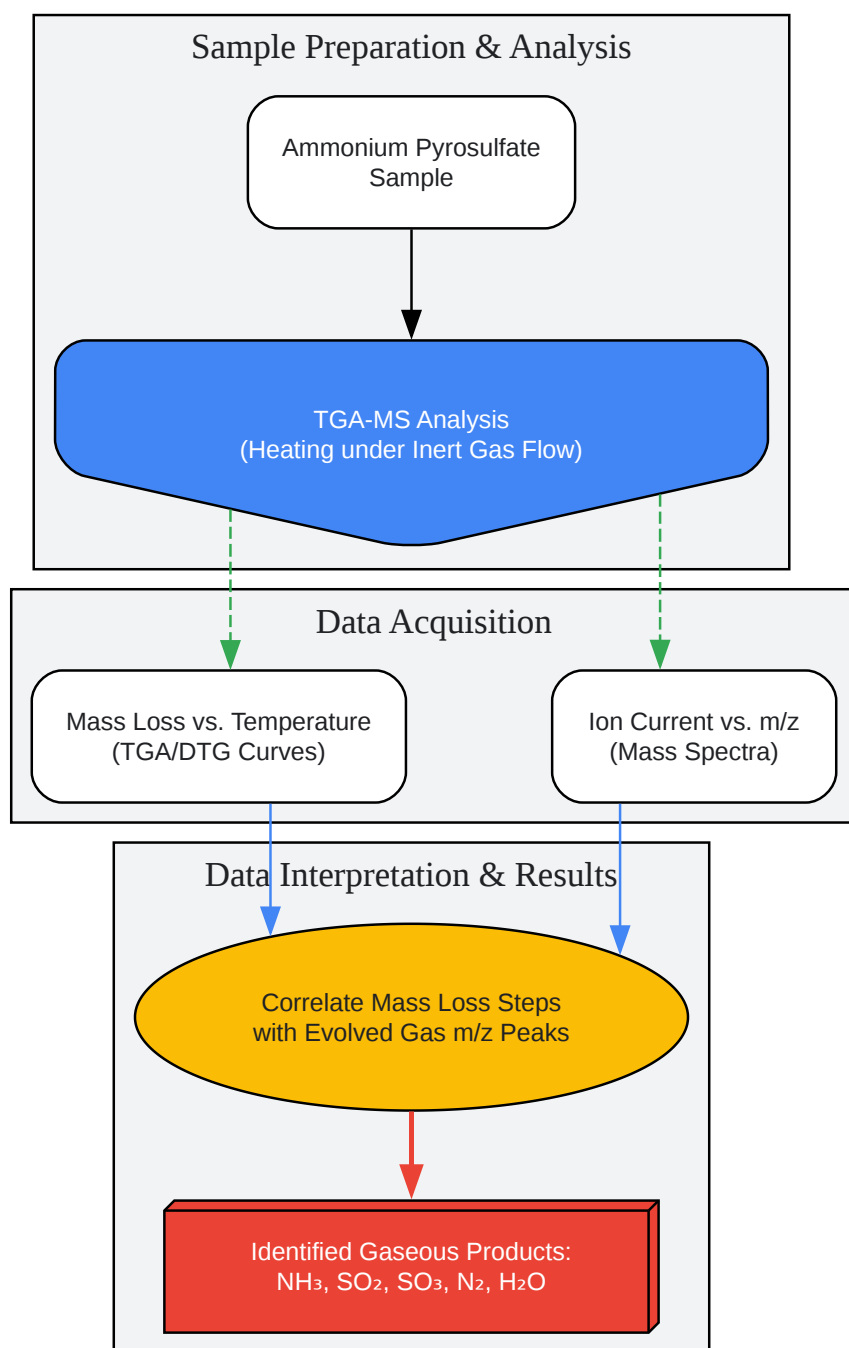 Sample Preparation & Analysis
Ammonium Pyrosulfate
Sample
TGA-MS Analysis
(Heating under Inert Gas Flow)
Data Acquisition
Mass Loss vs. Temperature
(TGA/DTG Curves)
Ion Current vs. m/z
(Mass Spectra)
Data Interpretation & Results
Correlate Mass Loss Steps
with Evolved Gas m/z Peaks
Identified Gaseous Products:
NH₃, SO₂, SO₃, N₂, H₂O